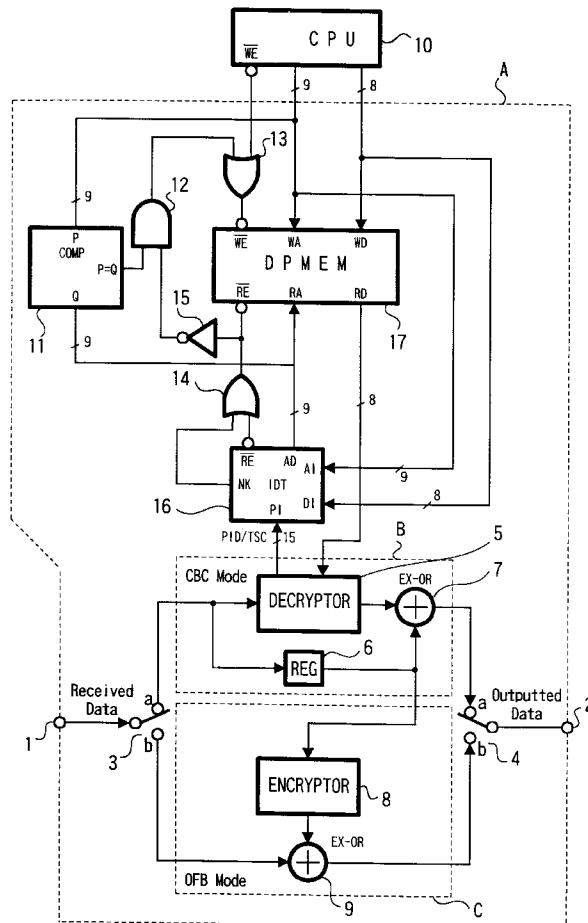 CPU
10
WE
9
8
A
13
12
9
P
COMP
P=Q
Q
11
9
WE
WA
WD
DPMEM
RE
RA
RD
17
15
14
9
8
RE
AD
AI
NK
IDT
DI
PI
16
9
8
PID/TSC
15
B
5
CBC Mode
DECRYPTOR
EX-OR
7
6
REG
Received
Data
a
b
1
3
Outputted
Data
a
b
2
4
ENCRYPTOR
8
EX-OR
OFB Mode
9
C